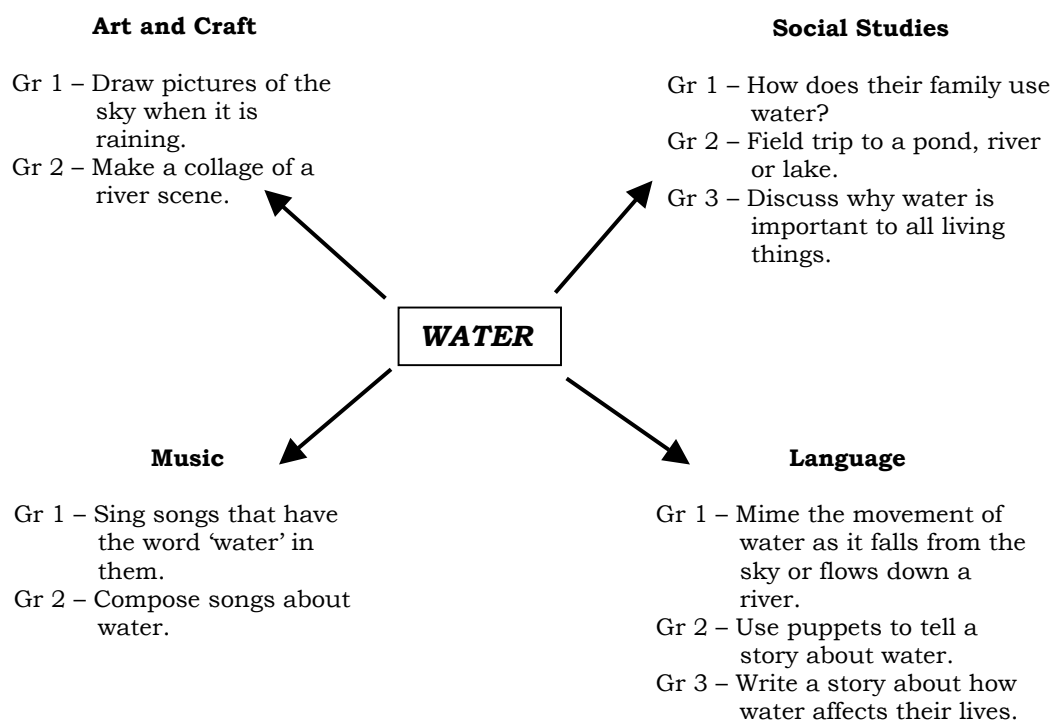 Art and Craft
Gr 1 – Draw pictures of the
sky when it is
raining.
Gr 2 – Make a collage of a
river scene.
Social Studies
Gr 1 – How does their family use
water?
Gr 2 – Field trip to a pond, river
or lake.
Gr 3 – Discuss why water is
important to all living
things.
WATER
Music
Gr 1 – Sing songs that have
the word ‘water’ in
them.
Gr 2 – Compose songs about
water.
Language
Gr 1 – Mime the movement of
water as it falls from the
sky or flows down a
river.
Gr 2 – Use puppets to tell a
story about water.
Gr 3 – Write a story about how
water affects their lives.